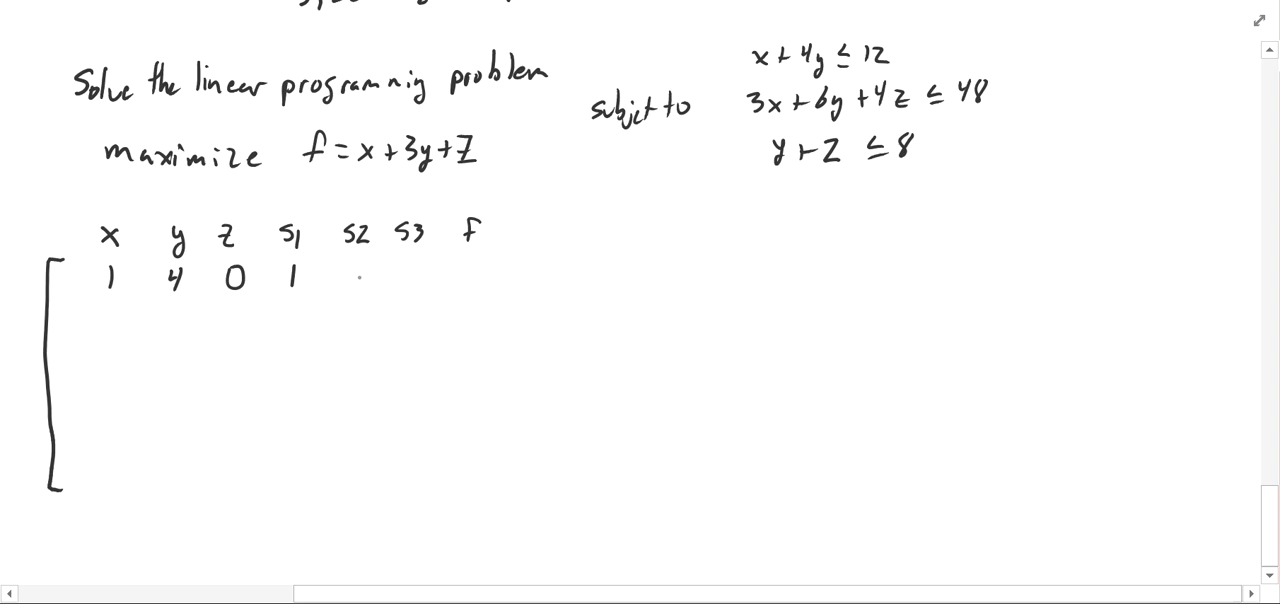 Solve the linear programnig problem
maximize f = x + 3y + z
subject to
x + 4y ≤ 12
3x + 6y + 4z ≤ 48
y + z ≤ 8
x y z s1 s2 s3 f
1 4 0 1